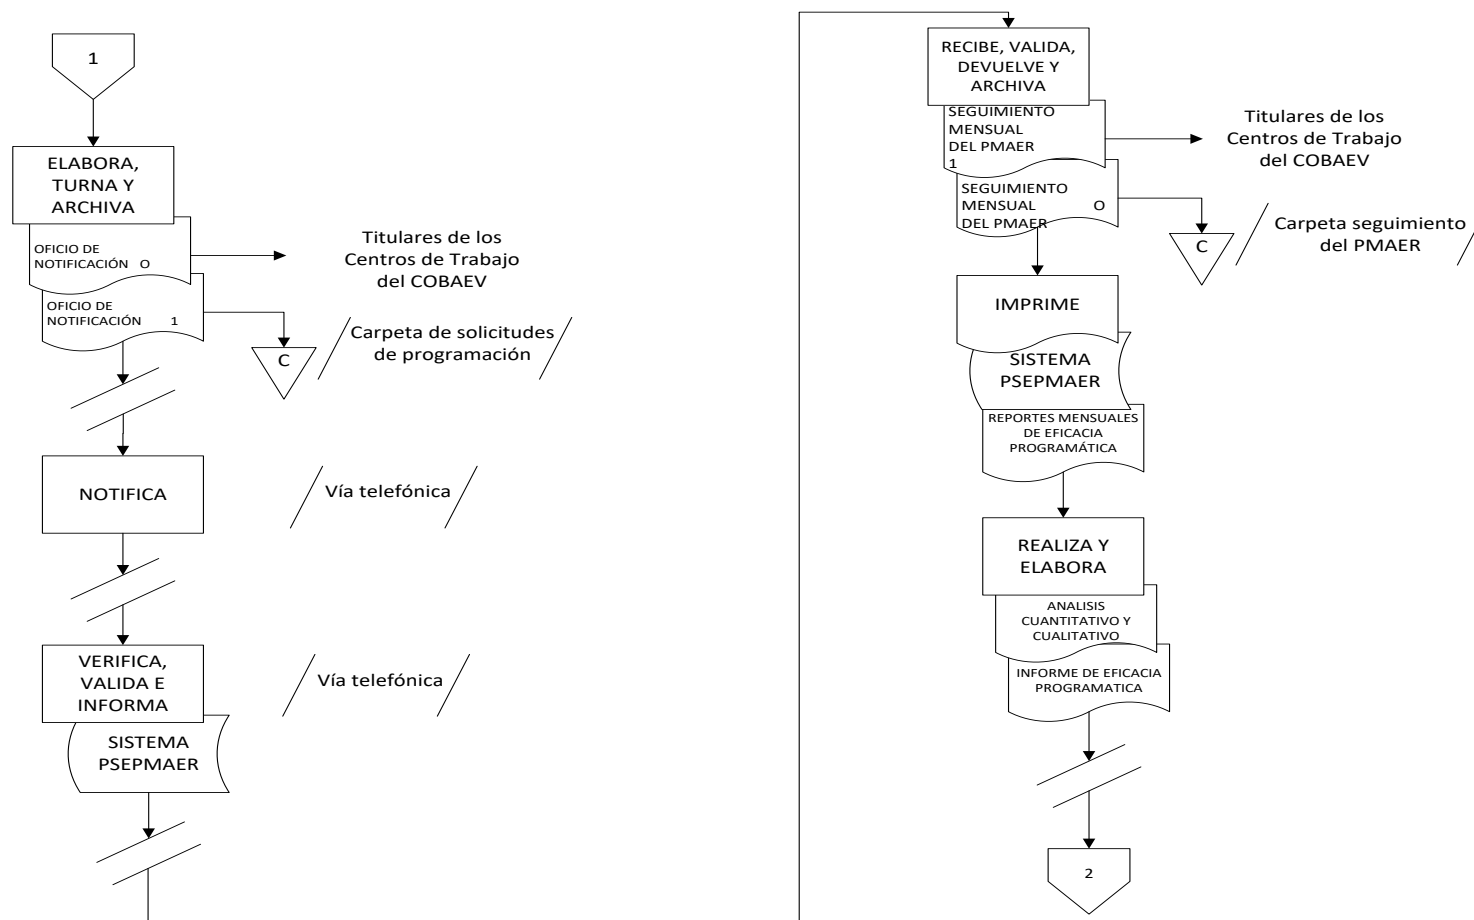 1
ELABORA,
TURNA Y
ARCHIVA
OFICIO DE
NOTIFICACIÓN O
Titulares de los
Centros de Trabajo
del COBAEV
OFICIO DE
NOTIFICACIÓN 1
C
Carpeta de solicitudes
de programación
NOTIFICA
Vía telefónica
VERIFICA,
VALIDA E
INFORMA
Vía telefónica
SISTEMA
PSEPMAER
RECIBE, VALIDA,
DEVUELVE Y
ARCHIVA
SEGUIMIENTO
MENSUAL
DEL PMAER
1
Titulares de los
Centros de Trabajo
del COBAEV
SEGUIMIENTO
MENSUAL O
DEL PMAER
C
Carpeta seguimiento
del PMAER
IMPRIME
SISTEMA
PSEPMAER
REPORTES MENSUALES
DE EFICACIA
PROGRAMÁTICA
REALIZA Y
ELABORA
ANALISIS
CUANTITATIVO Y
CUALITATIVO
INFORME DE EFICACIA
PROGRAMATICA
2